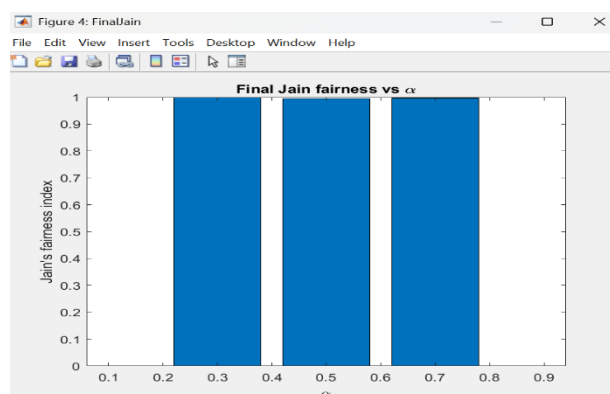 Figure 4: FinalJain
File Edit View Insert Tools Desktop Window Help
Final Jain fairness vs α
1
0.9
0.8
0.7
0.6
0.5
0.4
0.3
0.2
0.1
0
Jain's fairness index
0.1 0.2 0.3 0.4 0.5 0.6 0.7 0.8 0.9